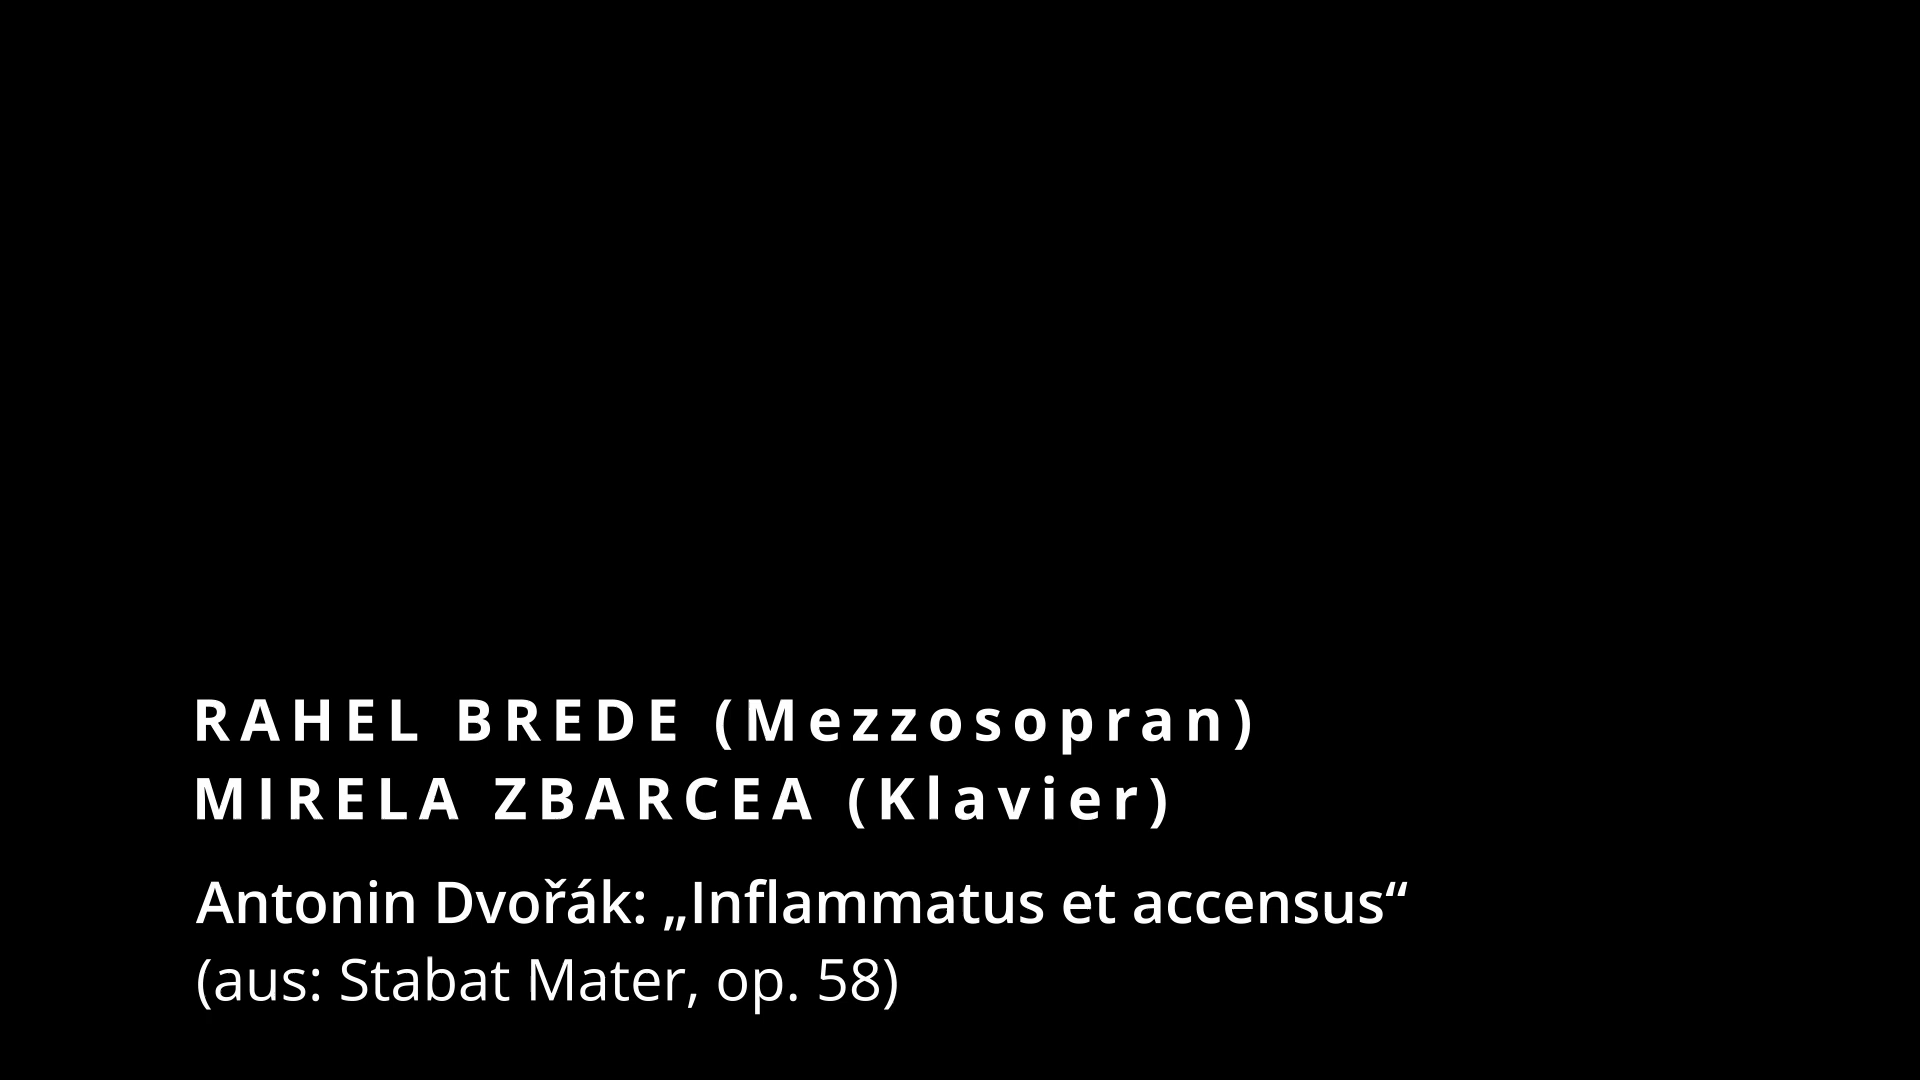 RAHEL BREDE (Mezzosopran)
MIRELA ZBARCEA (Klavier)
Antonin Dvořák: „Inflammatus et accensus“
(aus: Stabat Mater, op. 58)